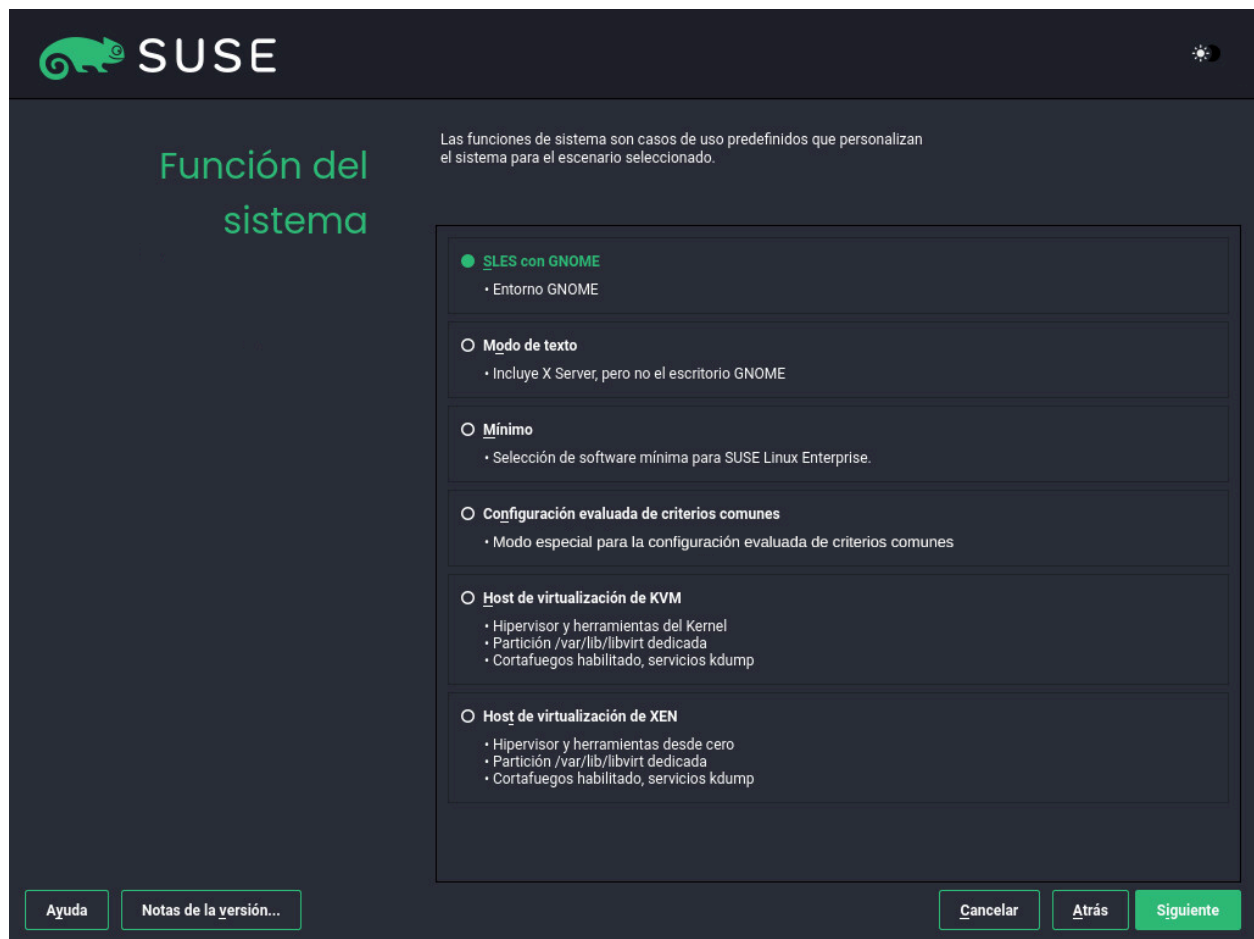 SUSE
Función del
sistema
Las funciones de sistema son casos de uso predefinidos que personalizan
el sistema para el escenario seleccionado.
SLES con GNOME
• Entorno GNOME
Modo de texto
• Incluye X Server, pero no el escritorio GNOME
Mínimo
• Selección de software mínima para SUSE Linux Enterprise.
Configuración evaluada de criterios comunes
• Modo especial para la configuración evaluada de criterios comunes
Host de virtualización de KVM
• Hipervisor y herramientas del Kernel
• Partición /var/lib/libvirt dedicada
• Cortafuegos habilitado, servicios kdump
Host de virtualización de XEN
• Hipervisor y herramientas desde cero
• Partición /var/lib/libvirt dedicada
• Cortafuegos habilitado, servicios kdump
Ayuda Notas de la versión... Cancelar Atrás Siguiente